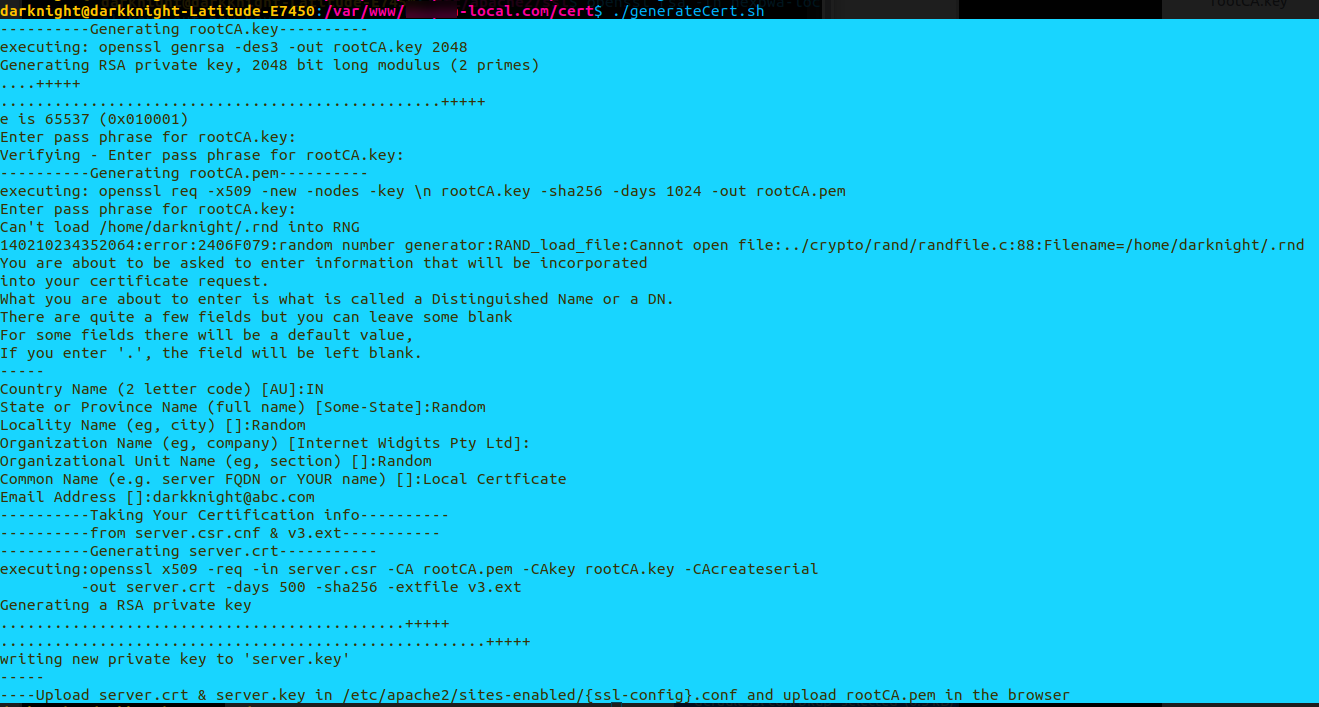 darknight@darkknight-Latitude-E7450:/var/www/ -local.com/cert$ ./generateCert.sh
----------Generating rootCA.key----------
executing: openssl genrsa -des3 -out rootCA.key 2048
Generating RSA private key, 2048 bit long modulus (2 primes)
....+++++
.................................................+++++
e is 65537 (0x010001)
Enter pass phrase for rootCA.key:
Verifying - Enter pass phrase for rootCA.key:
----------Generating rootCA.pem----------
executing: openssl req -x509 -new -nodes -key \n rootCA.key -sha256 -days 1024 -out rootCA.pem
Enter pass phrase for rootCA.key:
Can't load /home/darknight/.rnd into RNG
140210234352064:error:2406F079:random number generator:RAND_load_file:Cannot open file:../crypto/rand/randfile.c:88:Filename=/home/darknight/.rnd
You are about to be asked to enter information that will be incorporated
into your certificate request.
What you are about to enter is what is called a Distinguished Name or a DN.
There are quite a few fields but you can leave some blank
For some fields there will be a default value,
If you enter '.', the field will be left blank.
-----
Country Name (2 letter code) [AU]:IN
State or Province Name (full name) [Some-State]:Random
Locality Name (eg, city) []:Random
Organization Name (eg, company) [Internet Widgits Pty Ltd]:
Organizational Unit Name (eg, section) []:Random
Common Name (e.g. server FQDN or YOUR name) []:Local Certficate
Email Address []:darkknight@abc.com
----------Taking Your Certification info----------
----------from server.csr.cnf & v3.ext-----------
----------Generating server.crt-----------
executing:openssl x509 -req -in server.csr -CA rootCA.pem -CAkey rootCA.key -CAcreateserial
-out server.crt -days 500 -sha256 -extfile v3.ext
Generating a RSA private key
.............................................+++++
......................................................+++++
writing new private key to 'server.key'
-----
----Upload server.crt & server.key in /etc/apache2/sites-enabled/{ssl-config}.conf and upload rootCA.pem in the browser